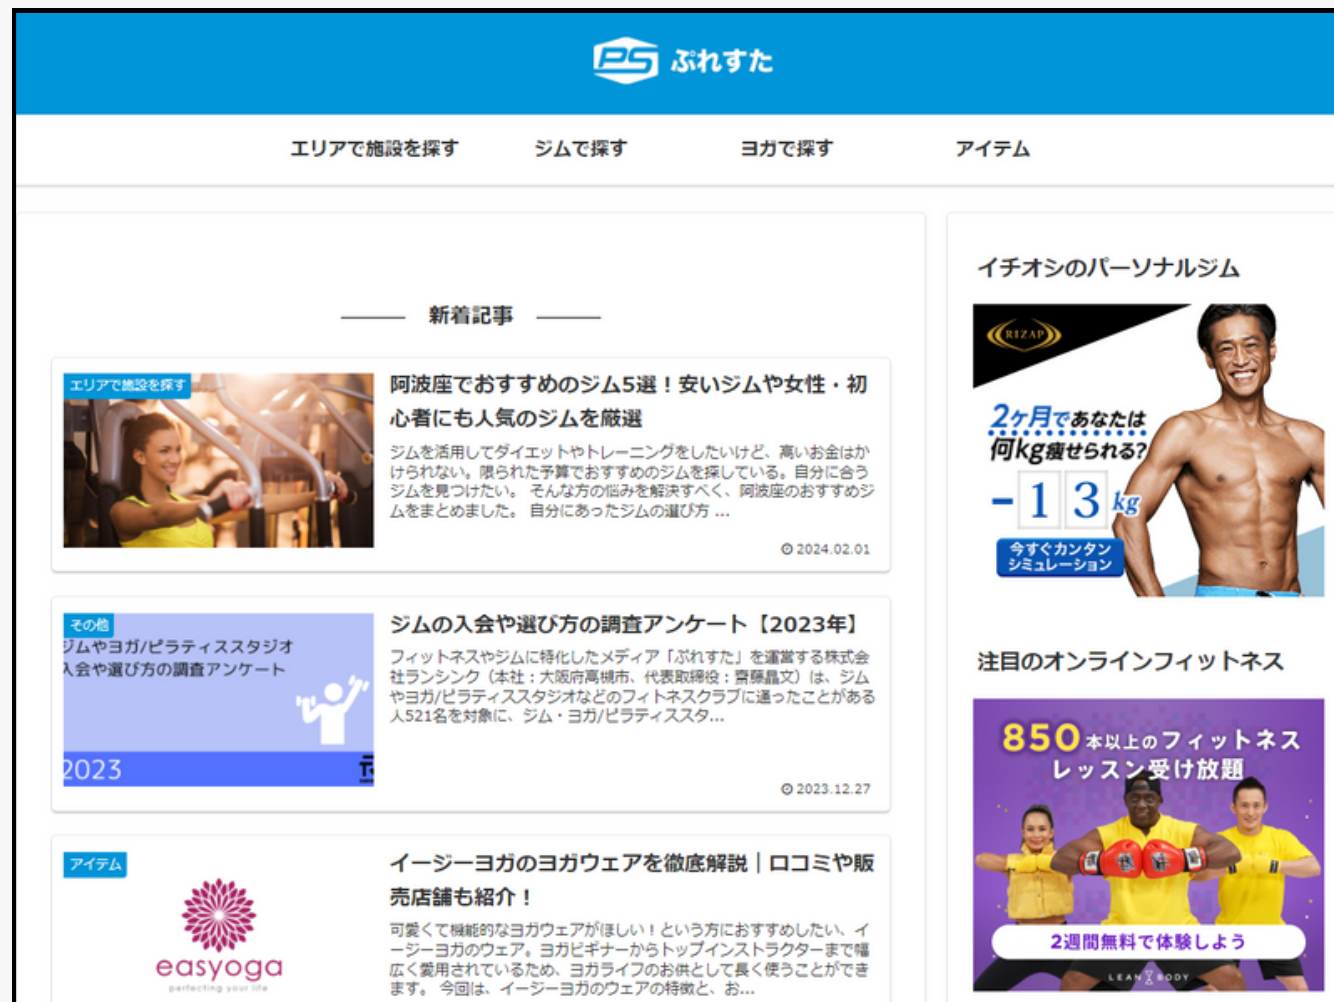 PS ぷれすた
エリアで施設を探す ジムで探す ヨガで探す アイテム
新着記事
エリアで施設を探す
阿波座でおすすめのジム5選！安いジムや女性・初
心者にも人気のジムを厳選
ジムを活用してダイエットやトレーニングをしたいけど、高いお金はか
けられない。限られた予算でおすすめのジムを探している。自分に合う
ジムを見つけたい。 そんな方の悩みを解決すべく、阿波座のおすすめジ
ムをまとめました。 自分にあったジムの選び方 ...
2024.02.01
その他
ジムやヨガ/ピラティススタジオ
入会や選び方の調査アンケート
2023
ジムの入会や選び方の調査アンケート【2023年】
フィットネスやジムに特化したメディア「ぷれすた」を運営する株式会
社ランシンク（本社：大阪府高槻市、代表取締役：齋藤晶文）は、ジム
やヨガ/ピラティススタジオなどのフィトネスクラブに通ったことがある
人521名を対象に、ジム・ヨガ/ピラティススタ...
2023.12.27
アイテム
easyoga
perfecting your life
イージーヨガのヨガウェアを徹底解説｜口コミや販
売店舗も紹介！
可愛くて機能的なヨガウェアがほしい！という方におすすめしたい、イ
ージーヨガのウェア。ヨガビギナーからトップインストラクターまで幅
広く愛用されているため、ヨガライフのお供として長く使うことができ
ます。 今回は、イージーヨガのウェアの特徴と、お...
イチオシのパーソナルジム
RIZAP
2ヶ月であなたは
何kg痩せられる?
-13kg
今すぐカンタン
シミュレーション
注目のオンラインフィットネス
850本以上のフィットネス
レッスン受け放題
2週間無料で体験しよう
LEAN BODY